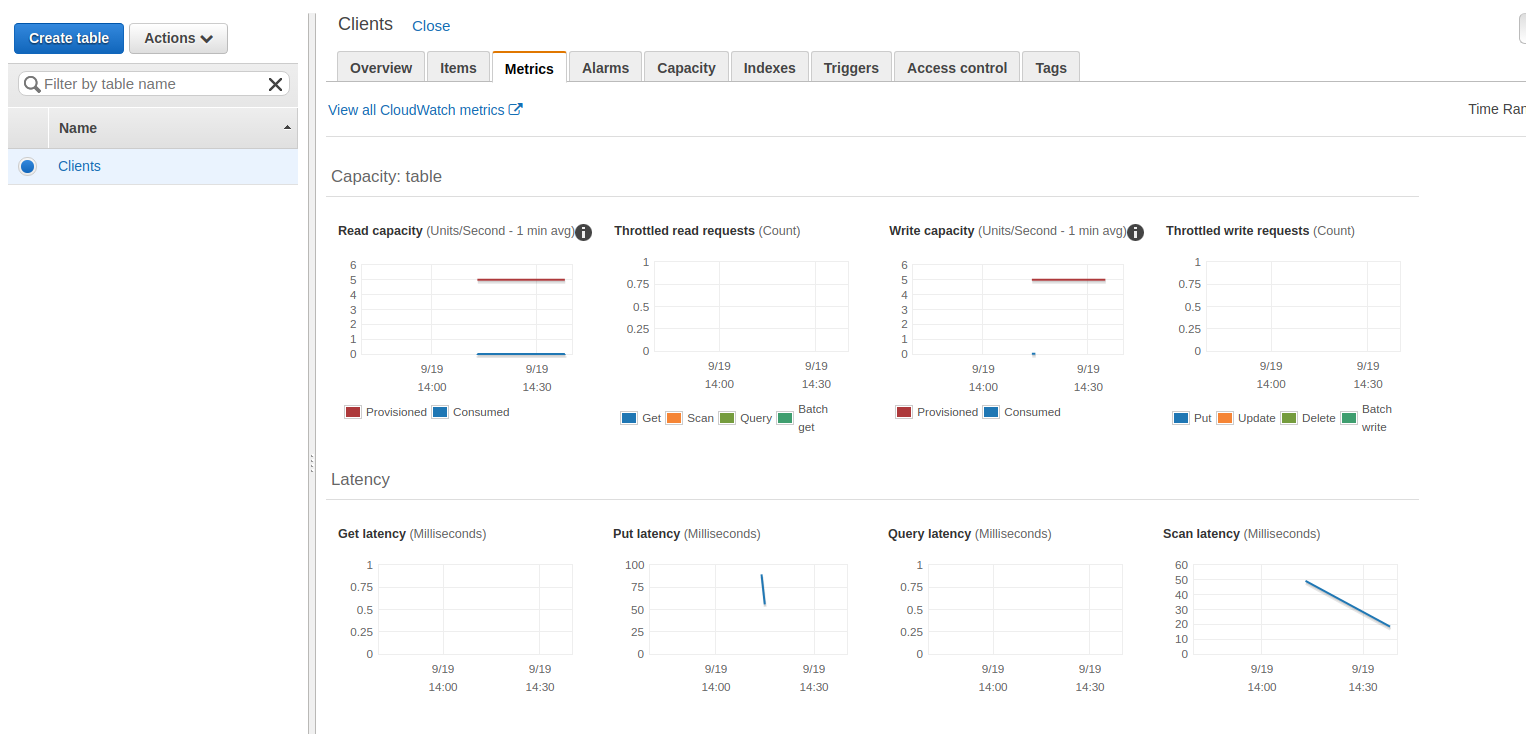 Create table
Actions
Filter by table name
Name
Clients
Clients Close
Overview Items Metrics Alarms Capacity Indexes Triggers Access control Tags
View all CloudWatch metrics
Time Ran
Capacity: table
Read capacity (Units/Second - 1 min avg)
6
5
4
3
2
1
0
9/19 9/19
14:00 14:30
Provisioned Consumed
Throttled read requests (Count)
1
0.75
0.5
0.25
0
9/19 9/19
14:00 14:30
Get Scan Query Batch
get
Write capacity (Units/Second - 1 min avg)
6
5
4
3
2
1
0
9/19 9/19
14:00 14:30
Provisioned Consumed
Throttled write requests (Count)
1
0.75
0.5
0.25
0
9/19 9/19
14:00 14:30
Put Update Delete Batch
write
Latency
Get latency (Milliseconds)
1
0.75
0.5
0.25
0
9/19 9/19
14:00 14:30
Put latency (Milliseconds)
100
75
50
25
0
9/19 9/19
14:00 14:30
Query latency (Milliseconds)
1
0.75
0.5
0.25
0
9/19 9/19
14:00 14:30
Scan latency (Milliseconds)
60
50
40
30
20
10
0
9/19 9/19
14:00 14:30